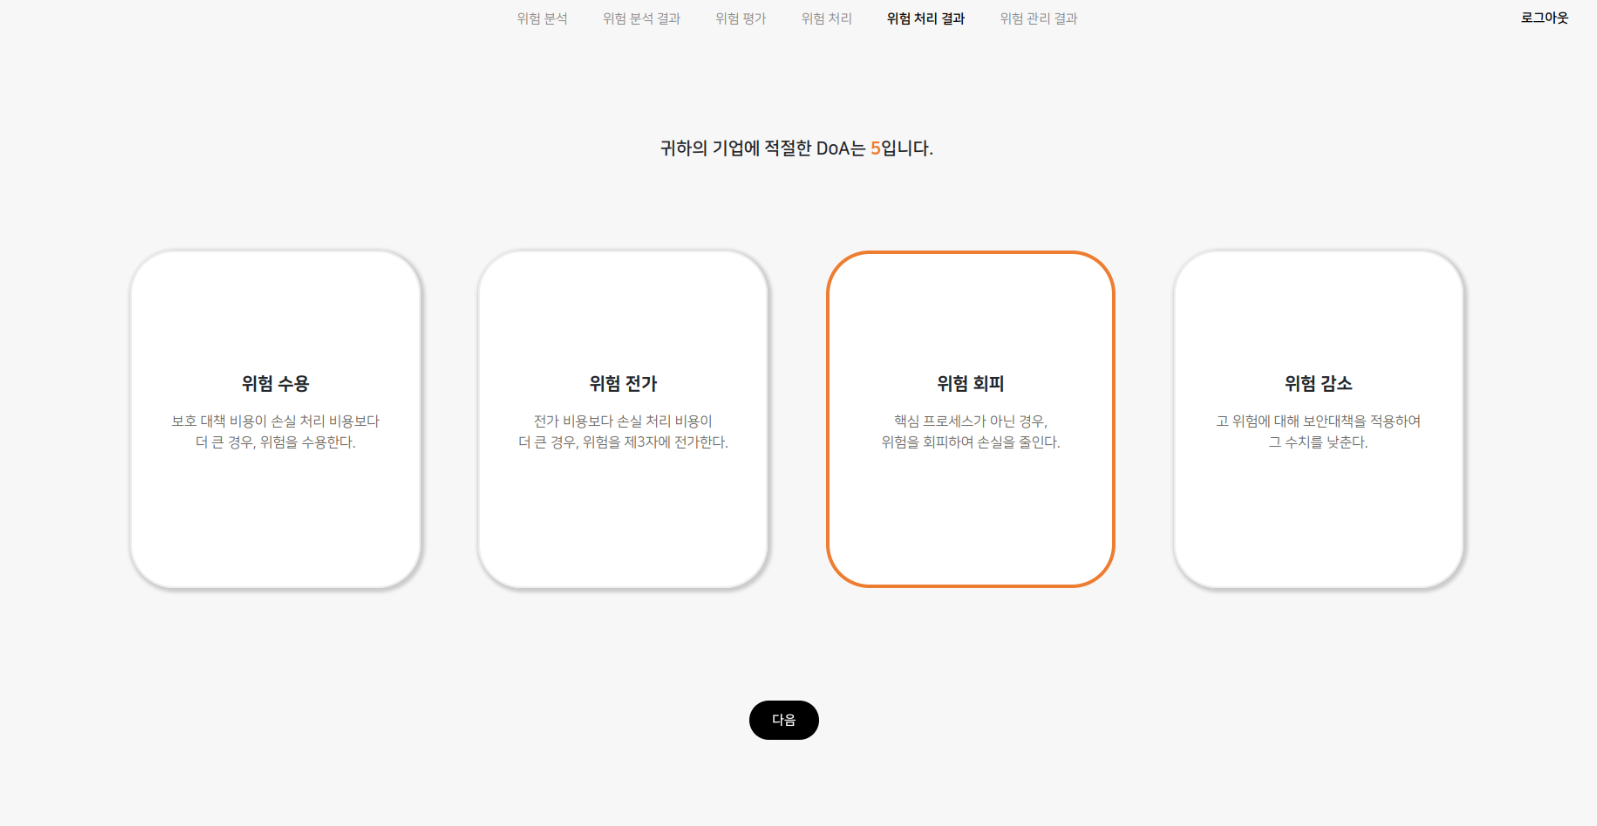 위험 분석
위험 분석 결과
위험 평가
위험 처리
위험 처리 결과
위험 관리 결과
로그아웃
귀하의 기업에 적절한 DoA는 5입니다.
위험 수용
보호 대책 비용이 손실 처리 비용보다
더 큰 경우, 위험을 수용한다.
위험 전가
전가 비용보다 손실 처리 비용이
더 큰 경우, 위험을 제3자에 전가한다.
위험 회피
핵심 프로세스가 아닌 경우,
위험을 회피하여 손실을 줄인다.
위험 감소
고 위험에 대해 보안대책을 적용하여
그 수치를 낮춘다.
다음